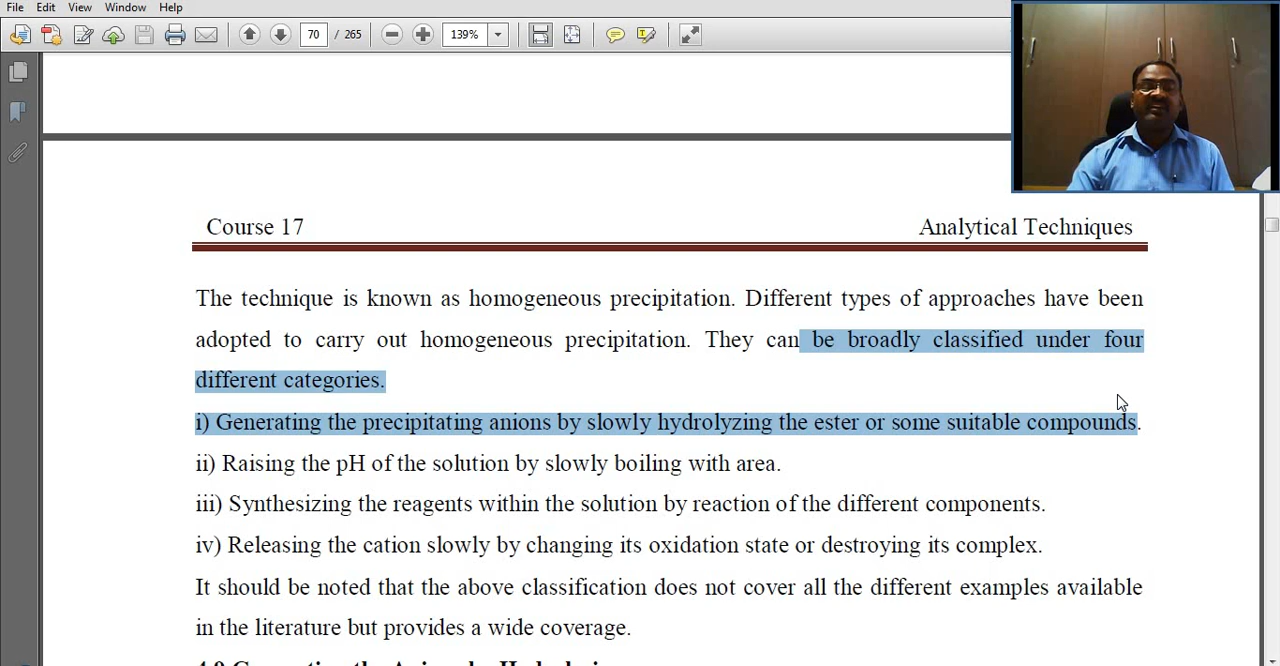 File Edit View Window Help
70 / 265 139%
Course 17 Analytical Techniques
The technique is known as homogeneous precipitation. Different types of approaches have been
adopted to carry out homogeneous precipitation. They can be broadly classified under four
different categories.
i) Generating the precipitating anions by slowly hydrolyzing the ester or some suitable compounds.
ii) Raising the pH of the solution by slowly boiling with area.
iii) Synthesizing the reagents within the solution by reaction of the different components.
iv) Releasing the cation slowly by changing its oxidation state or destroying its complex.
It should be noted that the above classification does not cover all the different examples available
in the literature but provides a wide coverage.